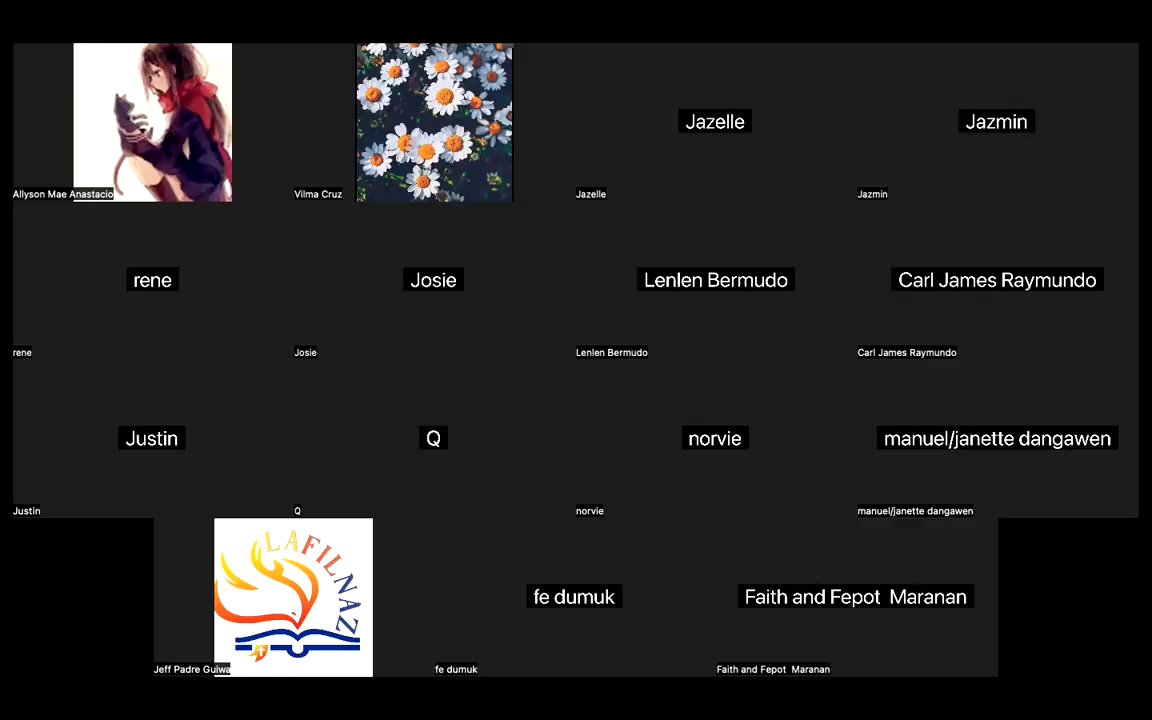 Allyson Mae Anastacio
Vilma Cruz
Jazelle
Jazelle
Jazmin
Jazmin
rene
rene
Josie
Josie
Lenlen Bermudo
Lenlen Bermudo
Carl James Raymundo
Carl James Raymundo
Justin
Justin
Q
Q
norvie
norvie
manuel/janette dangawen
manuel/janette dangawen
LAFILNAZ
Jeff Padre Guiwa
fe dumuk
fe dumuk
Faith and Fepot Maranan
Faith and Fepot Maranan